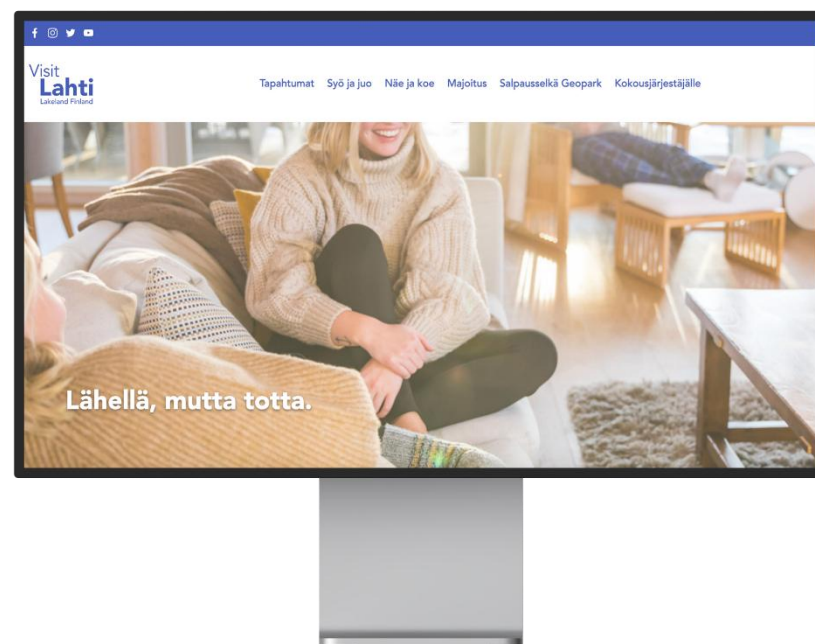 Visit
Lahti
Lakeland Finland
Tapahtumat Syö ja juo Näe ja koe Majoitus Salpausselkä Geopark Kokousjärjestäjälle
Lähellä, mutta totta.